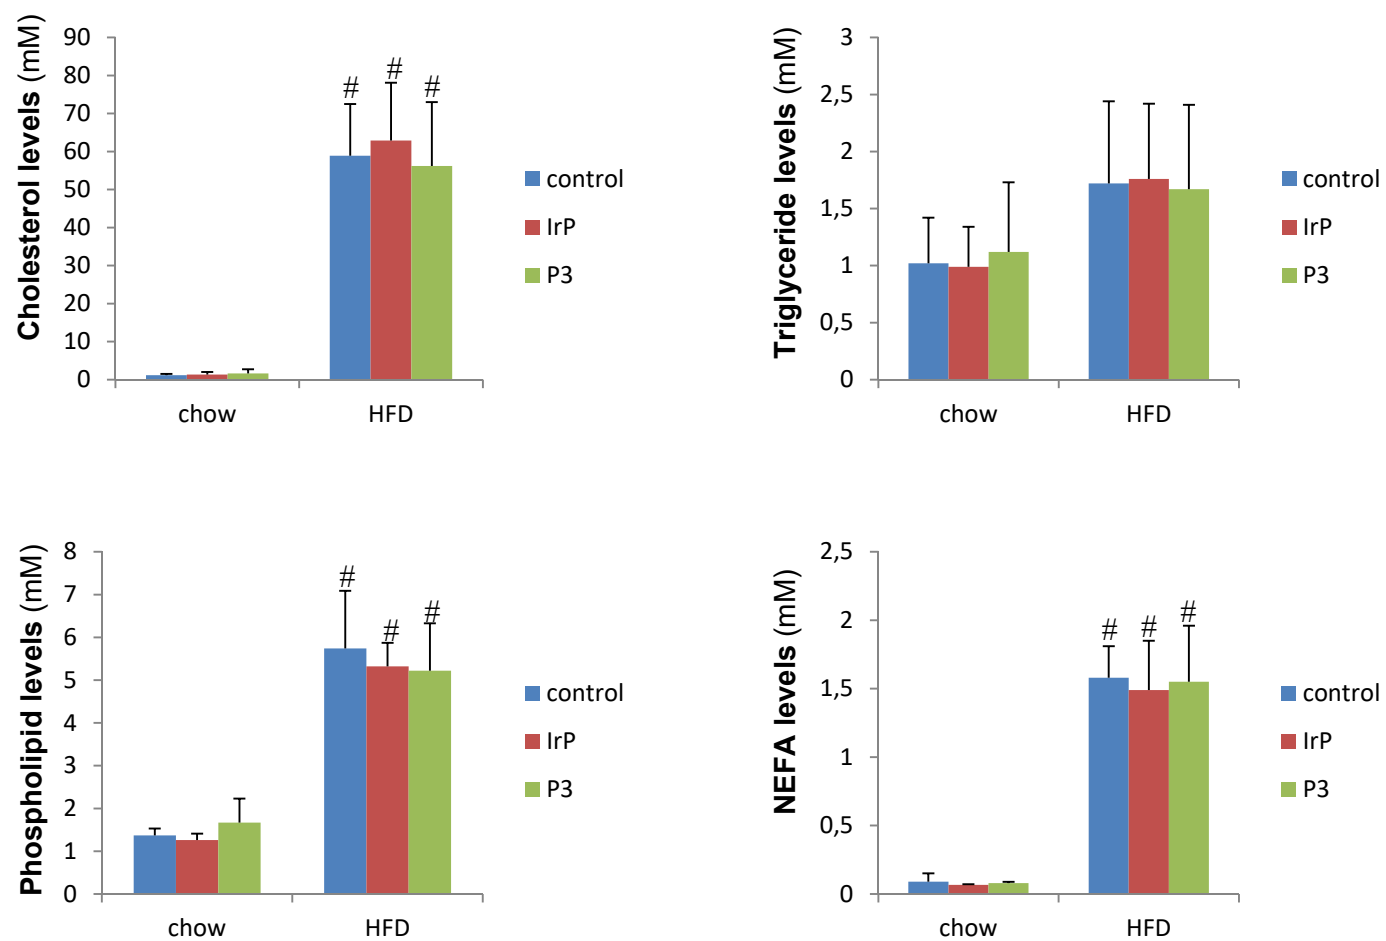 Cholesterol levels (mM)
90
80
70
60
50
40
30
20
10
0
# # #
chow HFD
control
IrP
P3
Triglyceride levels (mM)
3
2,5
2
1,5
1
0,5
0
chow HFD
control
IrP
P3
Phospholipid levels (mM)
8
7
6
5
4
3
2
1
0
# # #
chow HFD
control
IrP
P3
NEFA levels (mM)
2,5
2
1,5
1
0,5
0
# # #
chow HFD
control
IrP
P3